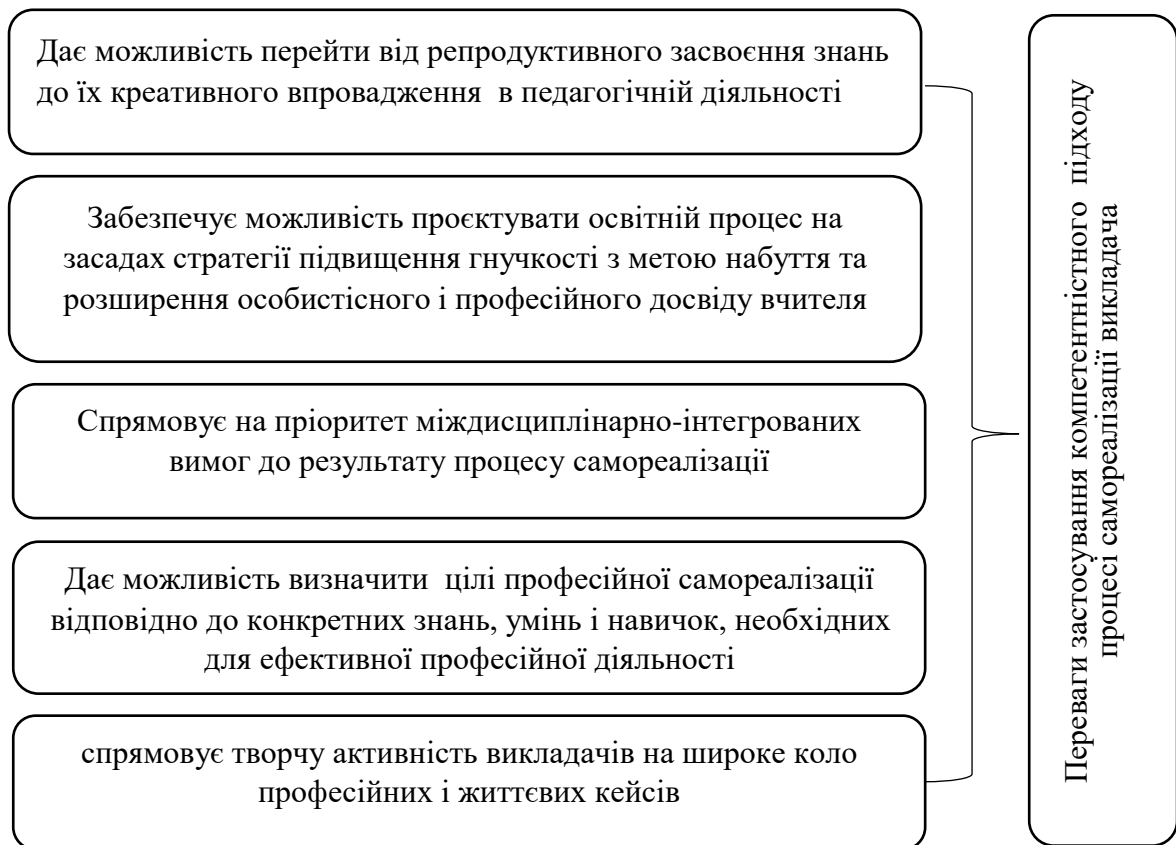 Дає можливість перейти від репродуктивного засвоєння знань
до їх креативного впровадження в педагогічній діяльності
Забезпечує можливість проєктувати освітній процес на
засадах стратегії підвищення гнучкості з метою набуття та
розширення особистісного і професійного досвіду вчителя
Спрямовує на пріоритет міждисциплінарно-інтегрованих
вимог до результату процесу самореалізації
Дає можливість визначити цілі професійної самореалізації
відповідно до конкретних знань, умінь і навичок, необхідних
для ефективної професійної діяльності
спрямовує творчу активність викладачів на широке коло
професійних і життєвих кейсів
Переваги застосування компетентністного підходу
процесі самореалізації викладача